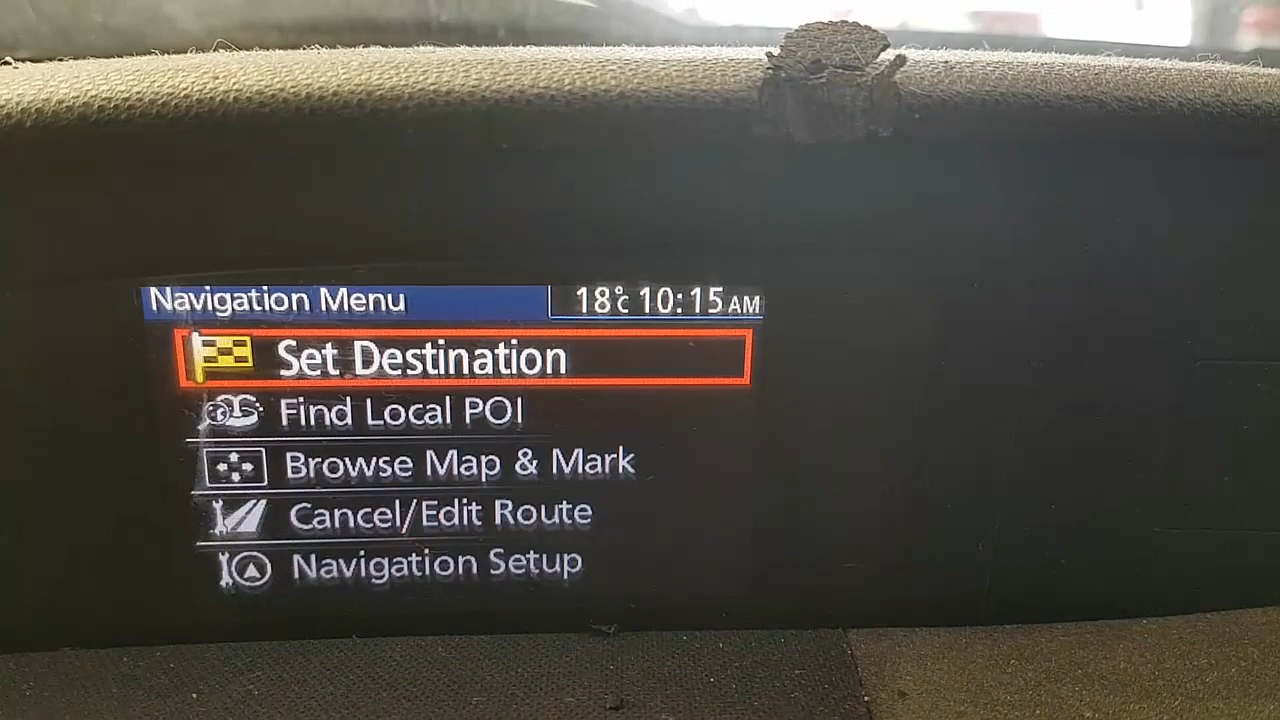 Navigation Menu 18°C 10:15 AM
Set Destination
Find Local POI
Browse Map & Mark
Cancel/Edit Route
Navigation Setup